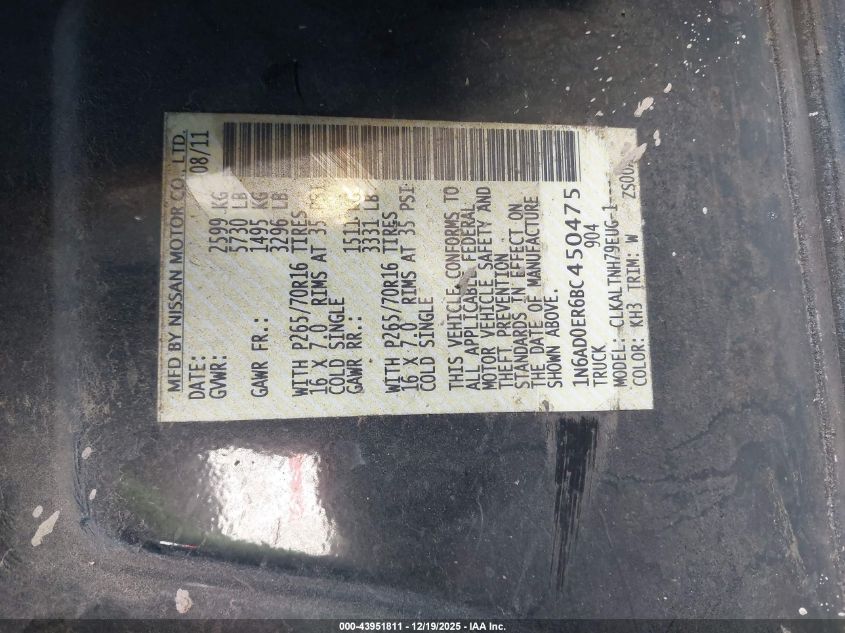 MFD BY NISSAN MOTOR CO., LTD.
DATE: 08/11
GVWR: 2599 KG
5730 LB
GAWR FR.: 1495 KG
3296 LB
WITH P265/70R16 TIRES
16 X 7.0 RIMS AT 35 PSI
COLD SINGLE
GAWR RR.: 1511 KG
3331 LB
WITH P265/70R16 TIRES
16 X 7.0 RIMS AT 35 PSI
COLD SINGLE
THIS VEHICLE CONFORMS TO
ALL APPLICABLE FEDERAL
MOTOR VEHICLE SAFETY AND
THEFT PREVENTION
STANDARDS IN EFFECT ON
THE DATE OF MANUFACTURE
SHOWN ABOVE.
1N6AD0ER6BC450475
TRUCK 904
MODEL: CLKALTNH79EUG-1
COLOR: KH3 TRIM: W
000-43951811 - 12/19/2025 - IAA Inc.